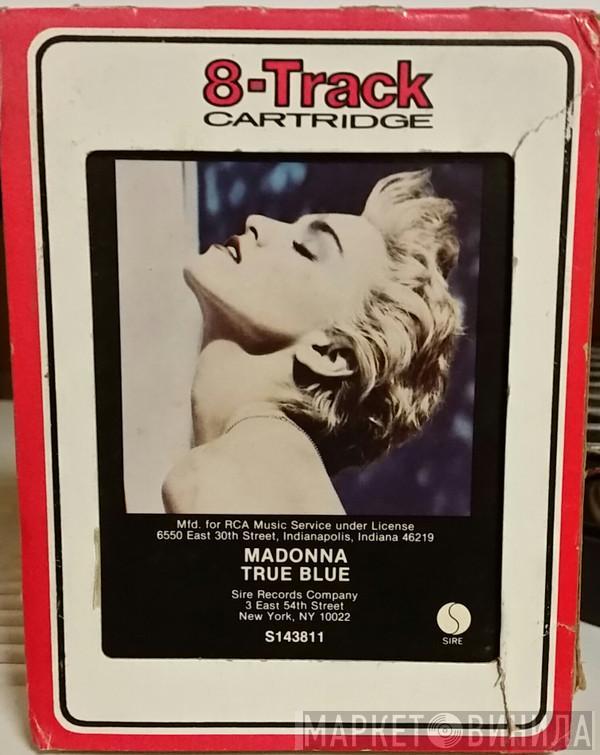 8-Track
CARTRIDGE
Mfd. for RCA Music Service under License
6550 East 30th Street, Indianapolis, Indiana 46219
MADONNA
TRUE BLUE
Sire Records Company
3 East 54th Street
New York, NY 10022
S143811
SIRE
МАРКЕТ ВИНИЛА